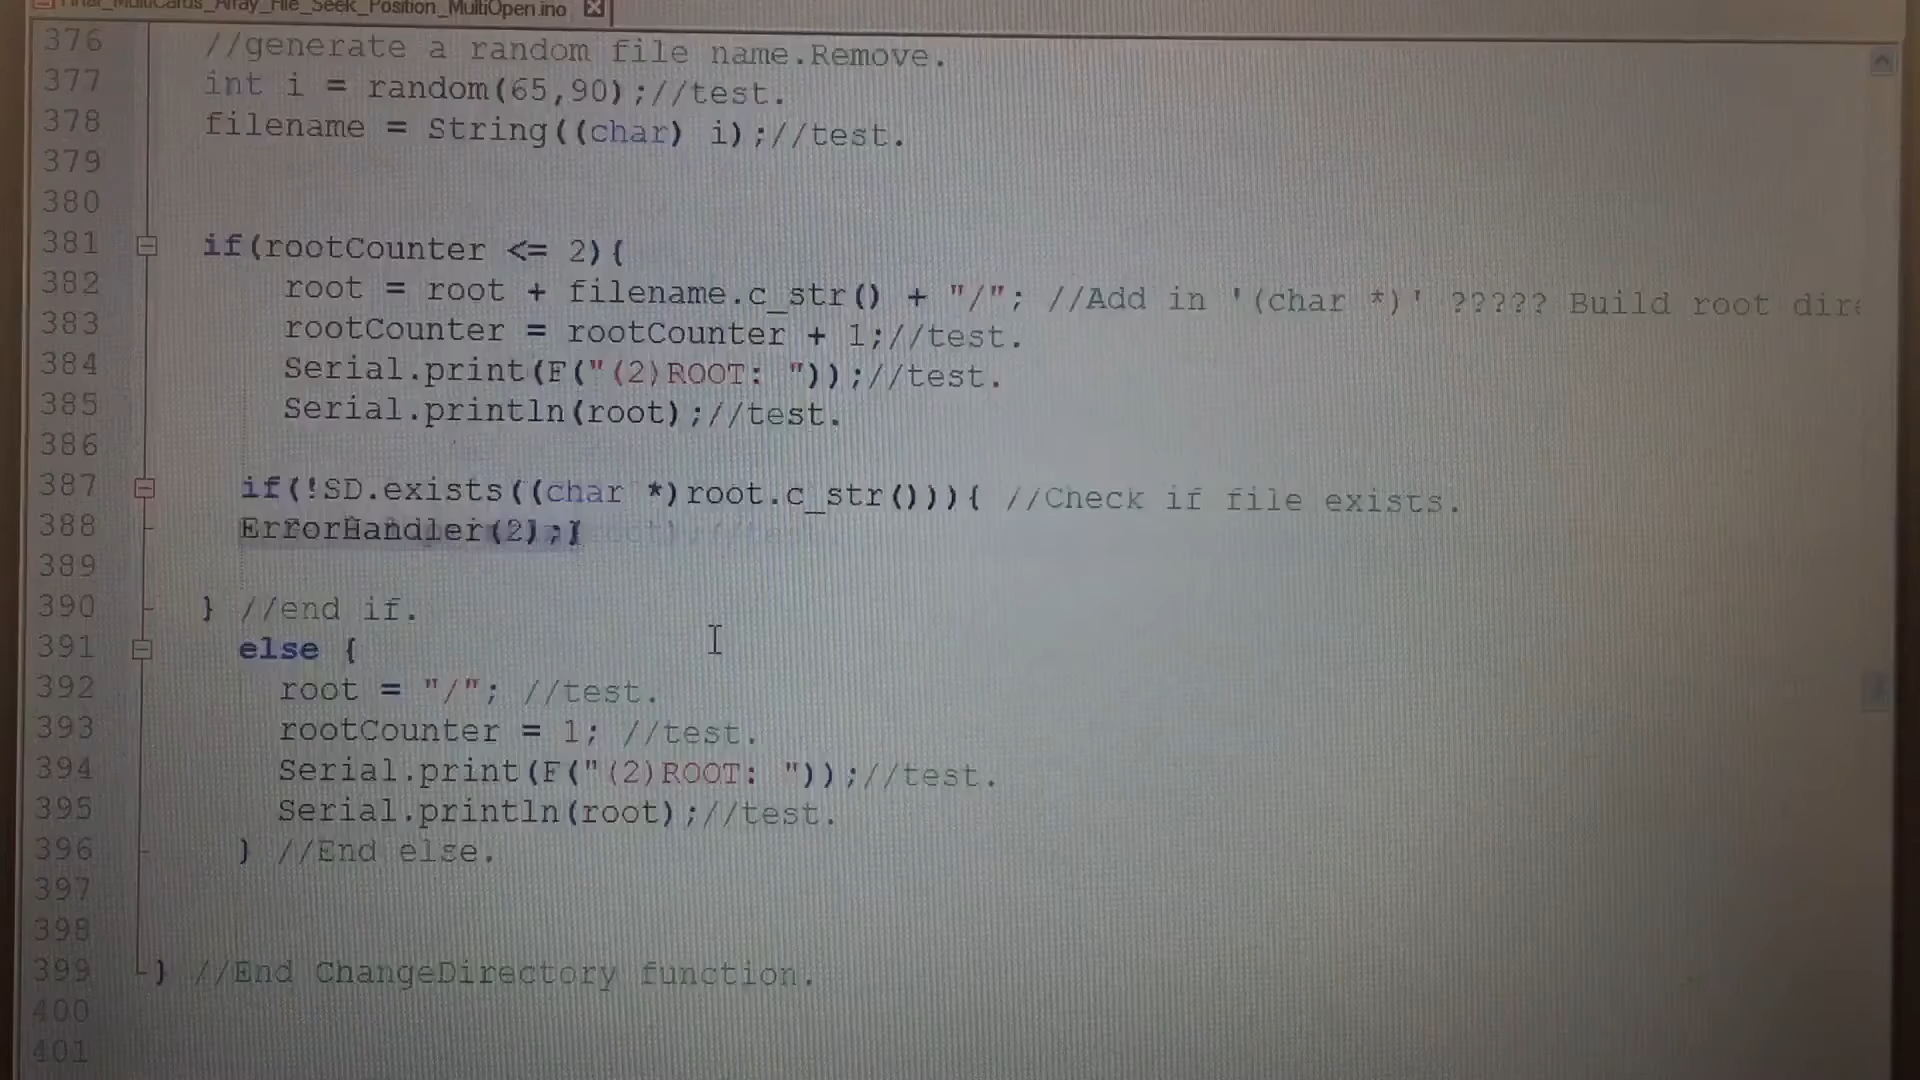 Final_MultiCards_Array_File_Seek_Position_MultiOpen.ino
376 //generate a random file name.Remove.
377 int i = random(65,90);//test.
378 filename = String((char) i);//test.
379
380
381 if(rootCounter <= 2){
382 root = root + filename.c_str() + "/"; //Add in '(char *)' ????? Build root dire
383 rootCounter = rootCounter + 1;//test.
384 Serial.print(F("(2)ROOT: "));//test.
385 Serial.println(root);//test.
386
387 if(!SD.exists((char *)root.c_str())){ //Check if file exists.
388 ErrorHandler(2);}
389
390 } //end if.
391 else {
392 root = "/"; //test.
393 rootCounter = 1; //test.
394 Serial.print(F("(2)ROOT: "));//test.
395 Serial.println(root);//test.
396 } //End else.
397
398
399 } //End ChangeDirectory function.
400
401